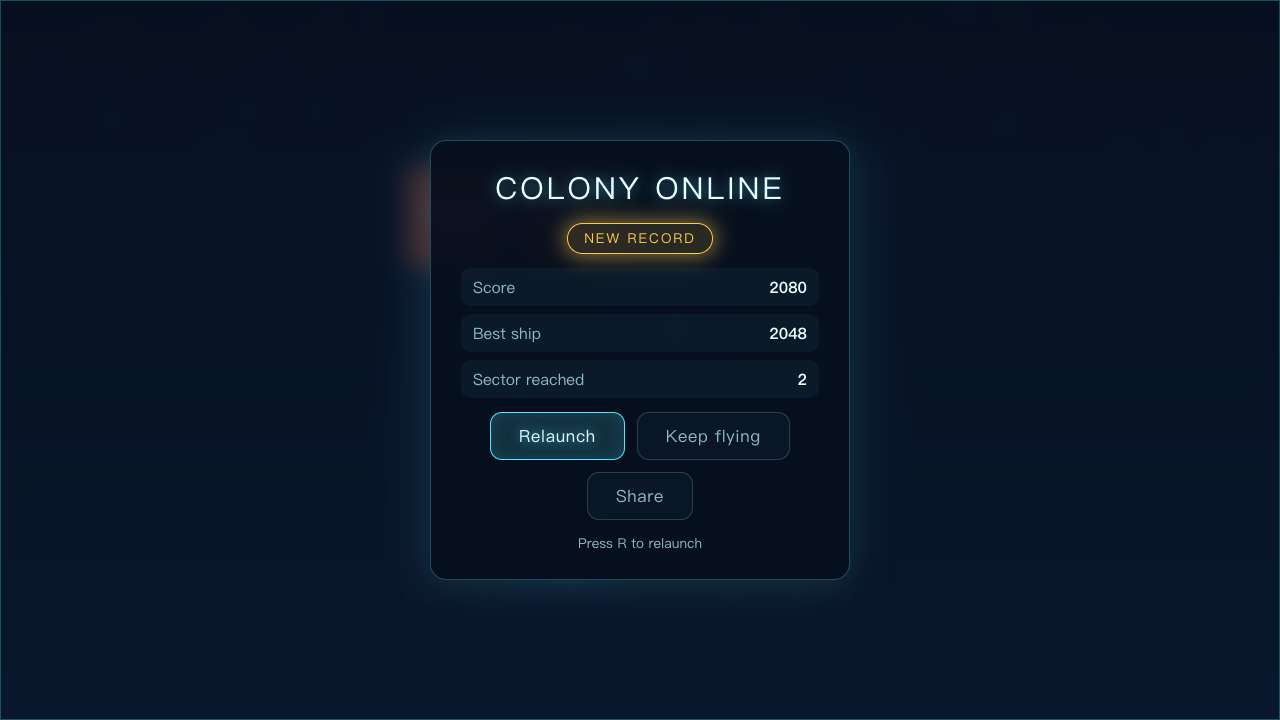 COLONY ONLINE
NEW RECORD
Score 2080
Best ship 2048
Sector reached 2
Relaunch Keep flying
Share
Press R to relaunch